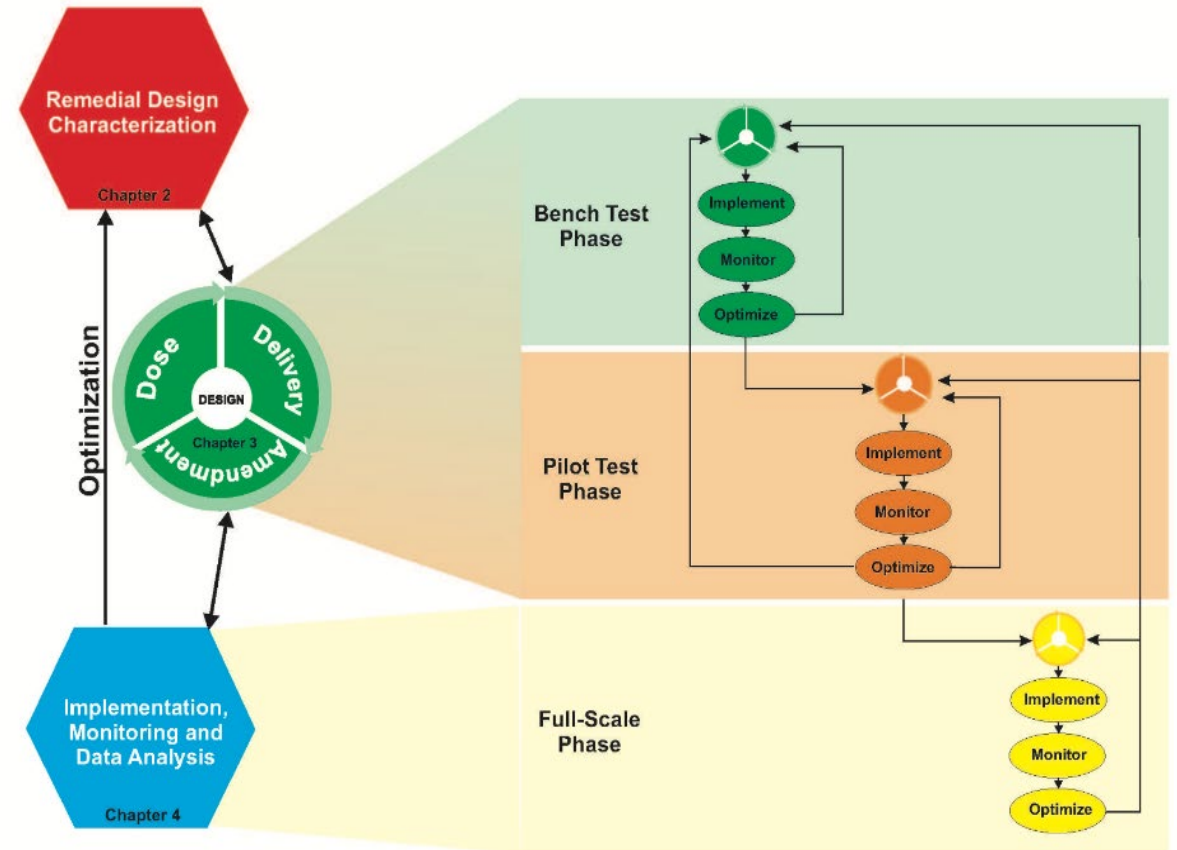 Remedial Design
Characterization
Chapter 2
Optimization
Dose
Delivery
DESIGN
Chapter 3
Amendment
Implementation,
Monitoring and
Data Analysis
Chapter 4
Bench Test
Phase
Implement
Monitor
Optimize
Pilot Test
Phase
Implement
Monitor
Optimize
Full-Scale
Phase
Implement
Monitor
Optimize